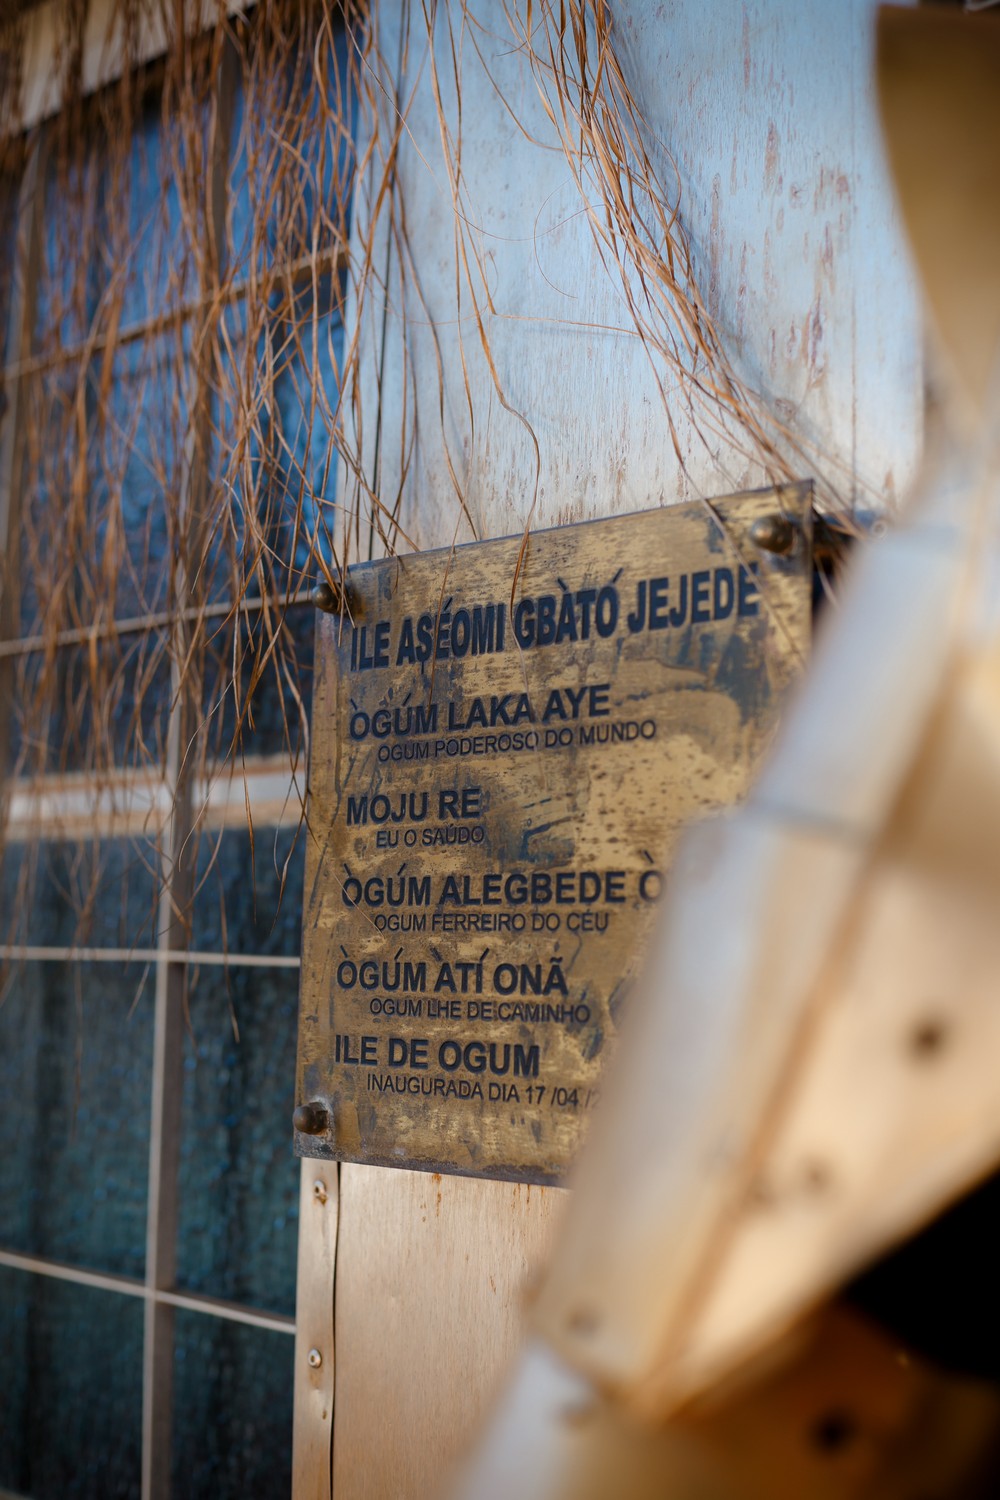 ILE AṢÉOMI GBÀTÓ JEJEDE
ÒGÚM LAKA AYE
OGUM PODEROSO DO MUNDO
MOJU RE
EU O SAÚDO
ÒGÚM ALEGBEDE
OGUM FERREIRO DO CÉU
ÒGÚM ÀTÍ ONÃ
OGUM LHE DE CAMINHO
ILE DE OGUM
INAUGURADA DIA 17 /04 /